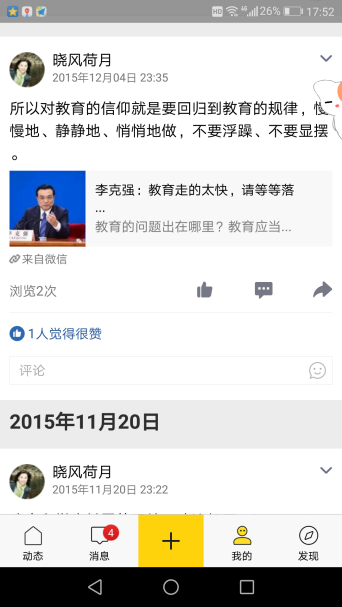 HD 4G 26% 17:52
晓风荷月
2015年12月04日 23:35
所以对教育的信仰就是要回归到教育的规律，慢
慢地、静静地、悄悄地做，不要浮躁、不要显摆
。
李克强：教育走的太快，请等等落
...
教育的问题出在哪里？教育应当...
来自微信
浏览2次
1人觉得很赞
评论
2015年11月20日
晓风荷月
2015年11月20日 23:22
4
动态
消息
我的
发现